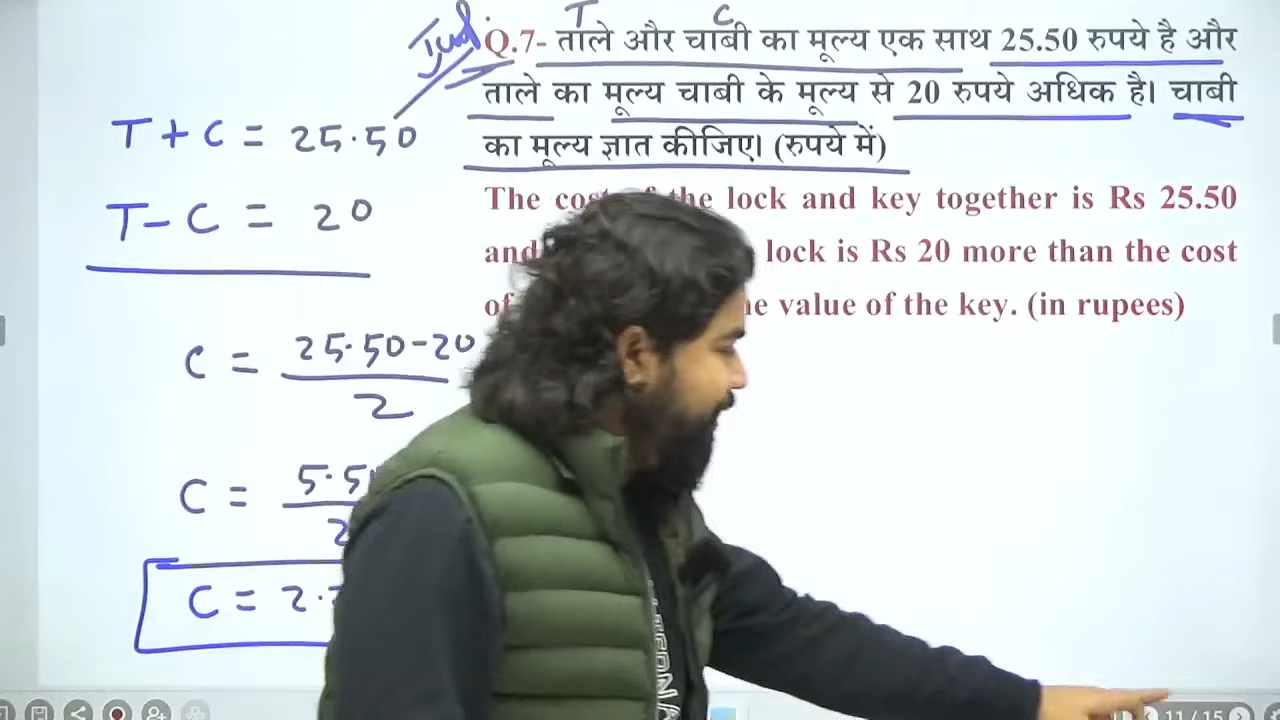 T C
Q.7- ताले और चाबी का मूल्य एक साथ 25.50 रुपये है और
ताले का मूल्य चाबी के मूल्य से 20 रुपये अधिक है। चाबी
का मूल्य ज्ञात कीजिए। (रुपये में)
The cost the lock and key together is Rs 25.50
and lock is Rs 20 more than the cost
of value of the key. (in rupees)
T + C = 25.50
T - C = 20
C = 25.50-20
2
C = 5.5
2
C = 2.
11 / 15